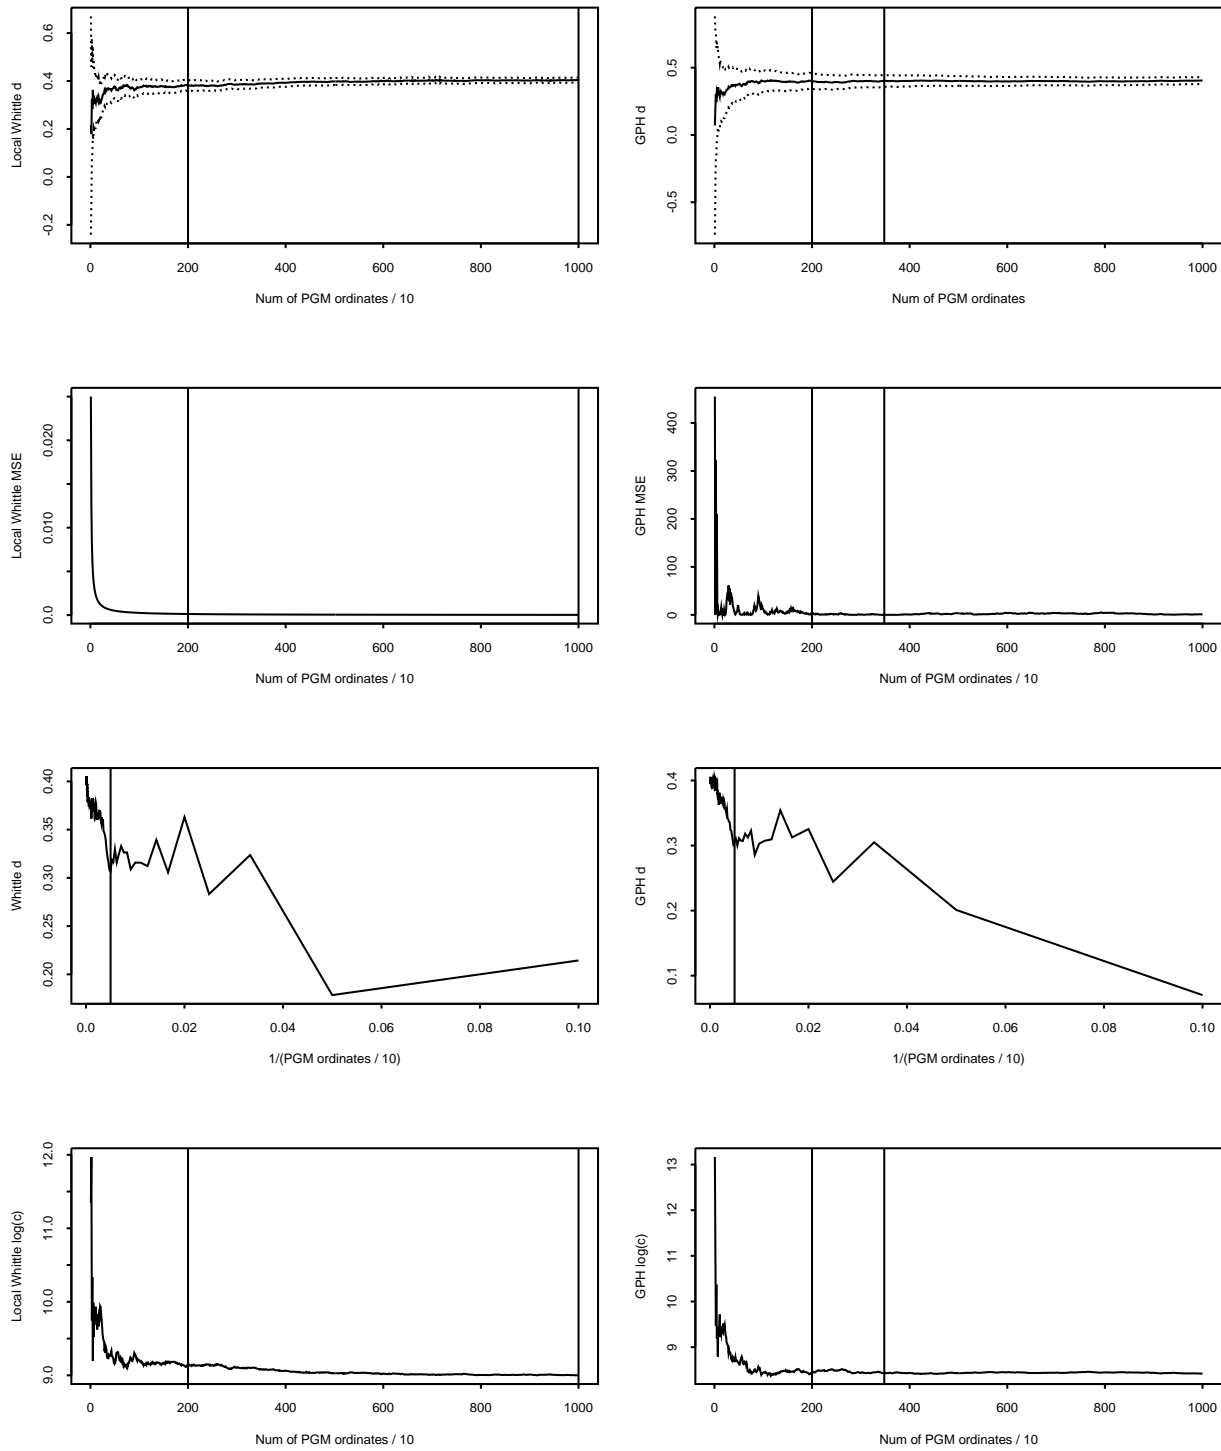 Local Whittle d
0.6
0.4
0.2
0.0
-0.2
0 200 400 600 800 1000
Num of PGM ordinates / 10
GPH d
0.5
0.0
-0.5
0 200 400 600 800 1000
Num of PGM ordinates
Local Whittle MSE
0.020
0.010
0.0
0 200 400 600 800 1000
Num of PGM ordinates / 10
GPH MSE
400
300
200
100
0
0 200 400 600 800 1000
Num of PGM ordinates / 10
Whittle d
0.40
0.35
0.30
0.25
0.20
0.0 0.02 0.04 0.06 0.08 0.10
1/(PGM ordinates / 10)
GPH d
0.4
0.3
0.2
0.1
0.0 0.02 0.04 0.06 0.08 0.10
1/(PGM ordinates / 10)
Local Whittle log(c)
12.0
11.0
10.0
9.0
0 200 400 600 800 1000
Num of PGM ordinates / 10
GPH log(c)
13
12
11
10
9
0 200 400 600 800 1000
Num of PGM ordinates / 10